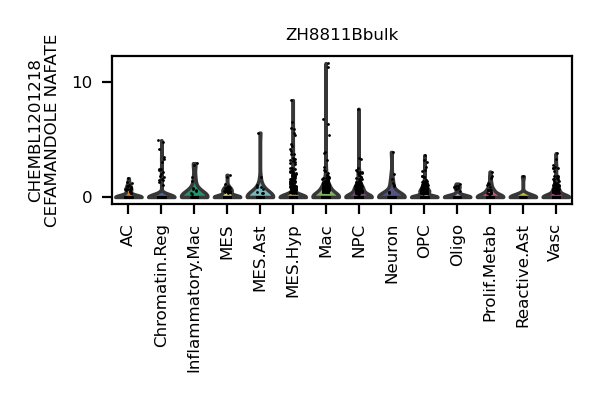 ZH8811Bbulk
CHEMBL1201218
CEFAMANDOLE NAFATE
10
0
AC
Chromatin.Reg
Inflammatory.Mac
MES
MES.Ast
MES.Hyp
Mac
NPC
Neuron
OPC
Oligo
Prolif.Metab
Reactive.Ast
Vasc